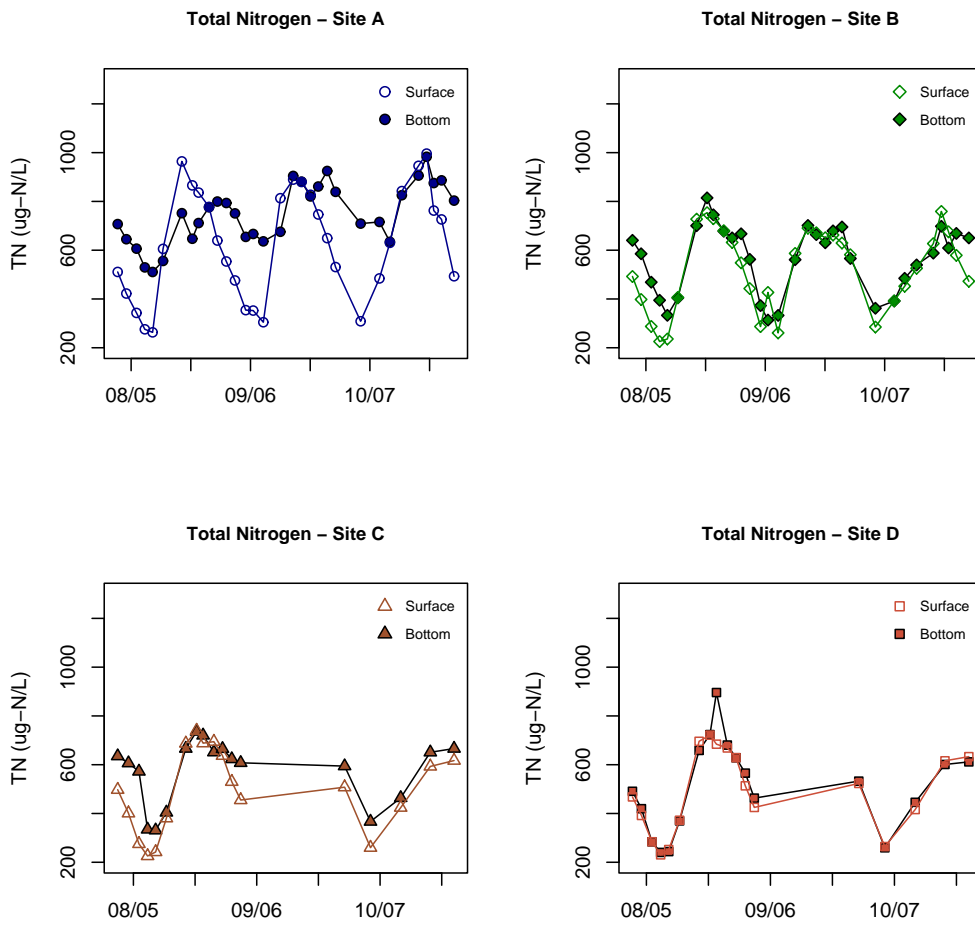 Total Nitrogen – Site A
TN (ug–N/L)
1000
600
200
Surface
Bottom
08/05
09/06
10/07
Total Nitrogen – Site B
TN (ug–N/L)
1000
600
200
Surface
Bottom
08/05
09/06
10/07
Total Nitrogen – Site C
TN (ug–N/L)
1000
600
200
Surface
Bottom
08/05
09/06
10/07
Total Nitrogen – Site D
TN (ug–N/L)
1000
600
200
Surface
Bottom
08/05
09/06
10/07